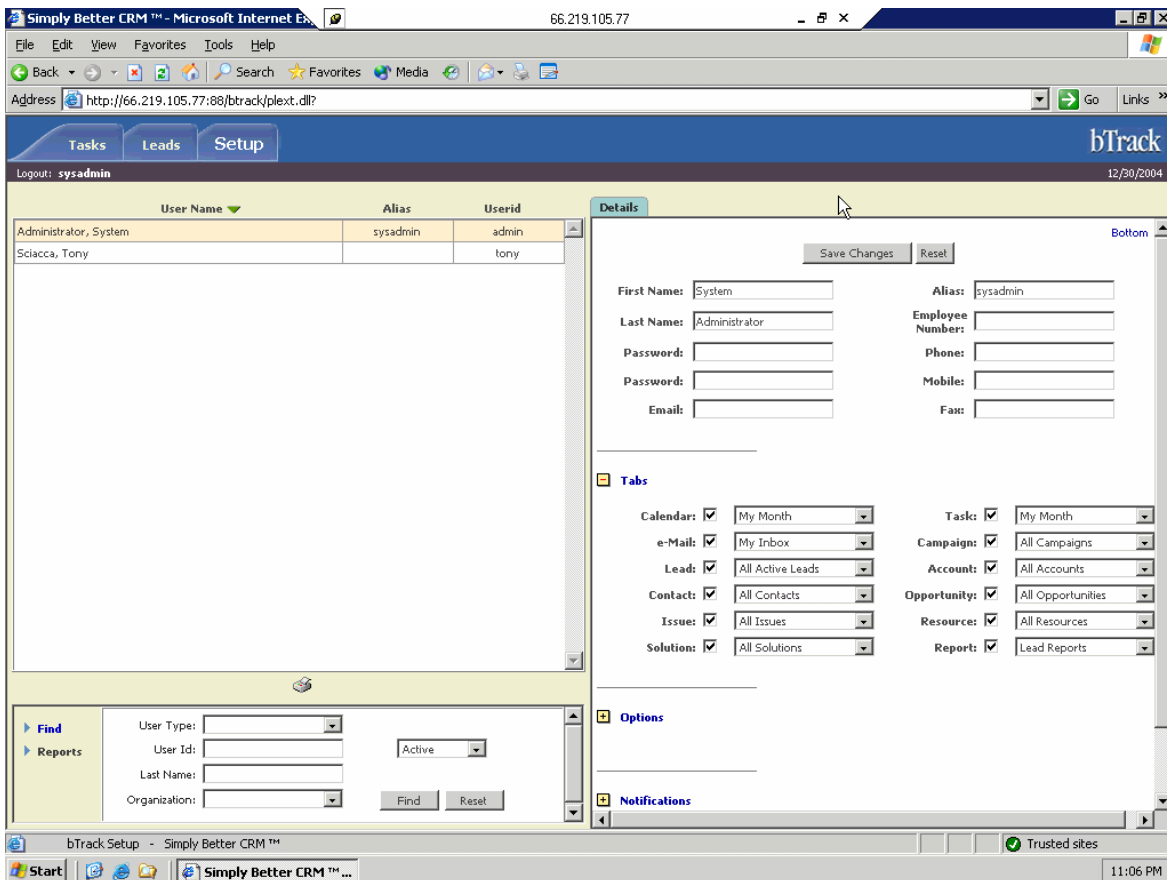 Simply Better CRM ™ - Microsoft Internet Ex
66.219.105.77
File Edit View Favorites Tools Help
Back Search Favorites Media
Address http://66.219.105.77:88/btrack/plext.dll? Go Links »
Tasks Leads Setup bTrack
Logout: sysadmin 12/30/2004
User Name Alias Userid
Administrator, System sysadmin admin
Sciacca, Tony tony
Details
Bottom
Save Changes Reset
First Name: System Alias: sysadmin
Last Name: Administrator Employee Number:
Password: Phone:
Password: Mobile:
Email: Fax:
Tabs
Calendar: My Month Task: My Month
e-Mail: My Inbox Campaign: All Campaigns
Lead: All Active Leads Account: All Accounts
Contact: All Contacts Opportunity: All Opportunities
Issue: All Issues Resource: All Resources
Solution: All Solutions Report: Lead Reports
Options
Notifications
Find
Reports
User Type:
User Id: Active
Last Name:
Organization: Find Reset
bTrack Setup - Simply Better CRM ™ Trusted sites
Start Simply Better CRM ™... 11:06 PM